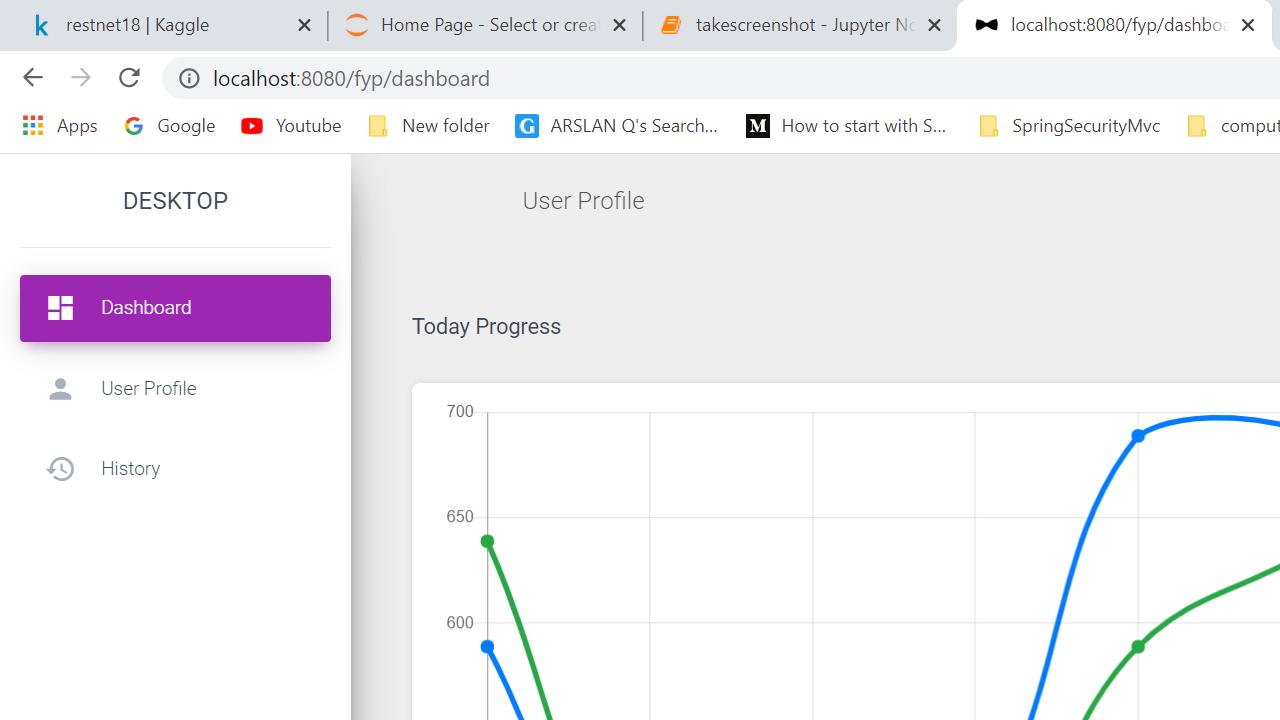 restnet18 | Kaggle
Home Page - Select or crea
takescreenshot - Jupyter No
localhost:8080/fyp/dashboa
localhost:8080/fyp/dashboard
Apps
Google
Youtube
New folder
G ARSLAN Q's Search...
M How to start with S...
SpringSecurityMvc
comput
DESKTOP
User Profile
Dashboard
User Profile
History
Today Progress
700
650
600